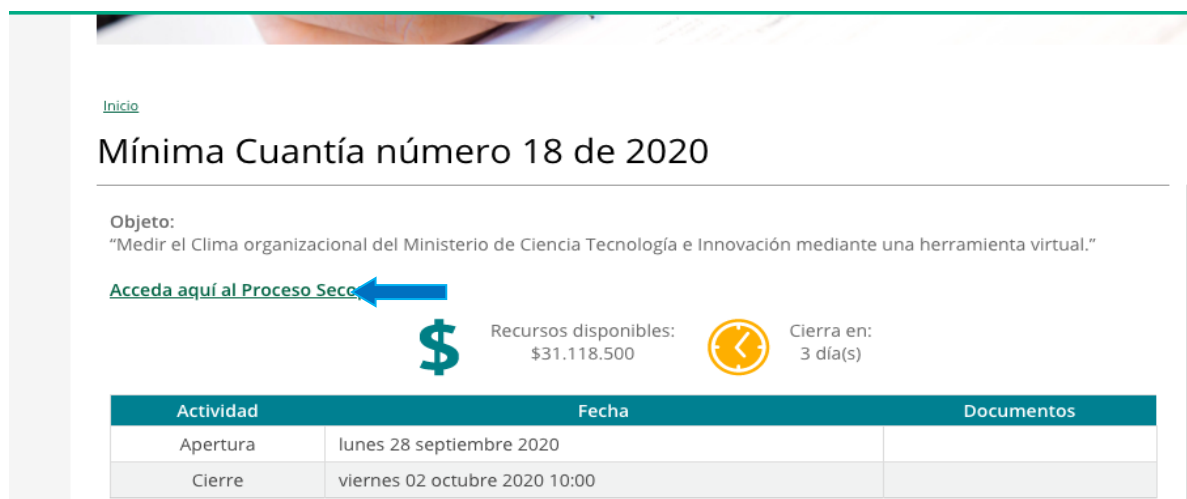 Inicio
Mínima Cuantía número 18 de 2020
Objeto:
“Medir el Clima organizacional del Ministerio de Ciencia Tecnología e Innovación mediante una herramienta virtual.”
Acceda aquí al Proceso
$
Recursos disponibles:
$31.118.500
Cierra en:
3 día(s)
Actividad Fecha Documentos
Apertura lunes 28 septiembre 2020
Cierre viernes 02 octubre 2020 10:00